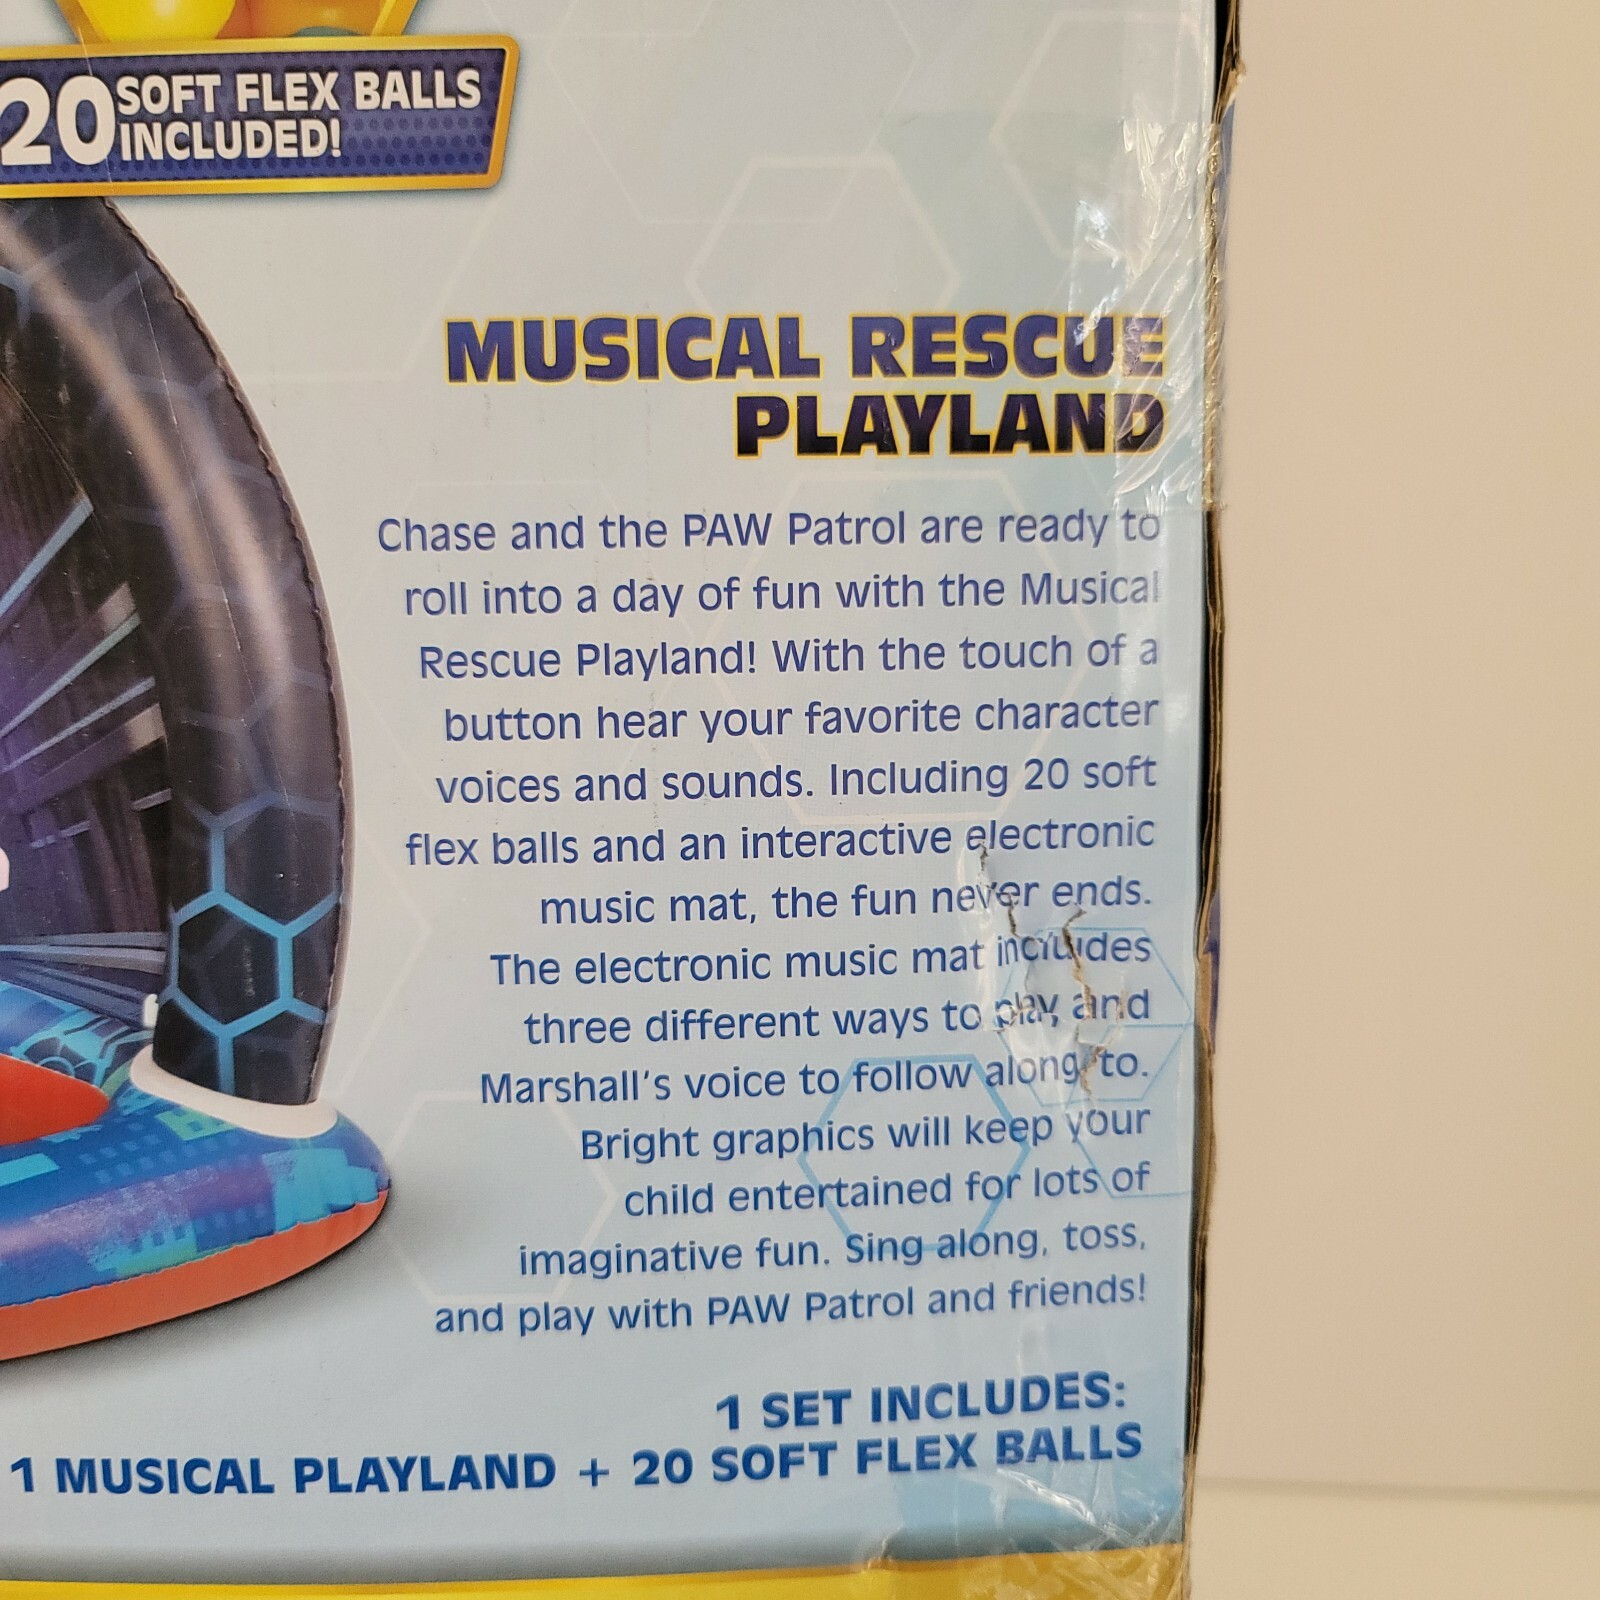 20 SOFT FLEX BALLS
INCLUDED!
MUSICAL RESCUE
PLAYLAND
Chase and the PAW Patrol are ready to
roll into a day of fun with the Musical
Rescue Playland! With the touch of a
button hear your favorite character
voices and sounds. Including 20 soft
flex balls and an interactive electronic
music mat, the fun never ends.
The electronic music mat includes
three different ways to play and
Marshall's voice to follow along to.
Bright graphics will keep your
child entertained for lots of
imaginative fun. Sing along, toss,
and play with PAW Patrol and friends!
1 SET INCLUDES:
1 MUSICAL PLAYLAND + 20 SOFT FLEX BALLS